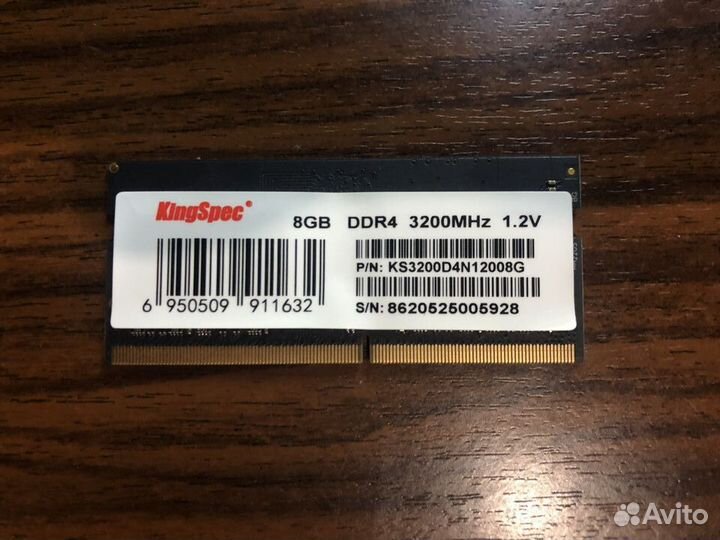 KingSpec
8GB DDR4 3200MHz 1.2V
P/N: KS3200D4N12008G
6 950509 911632
S/N: 8620525005928
Avito